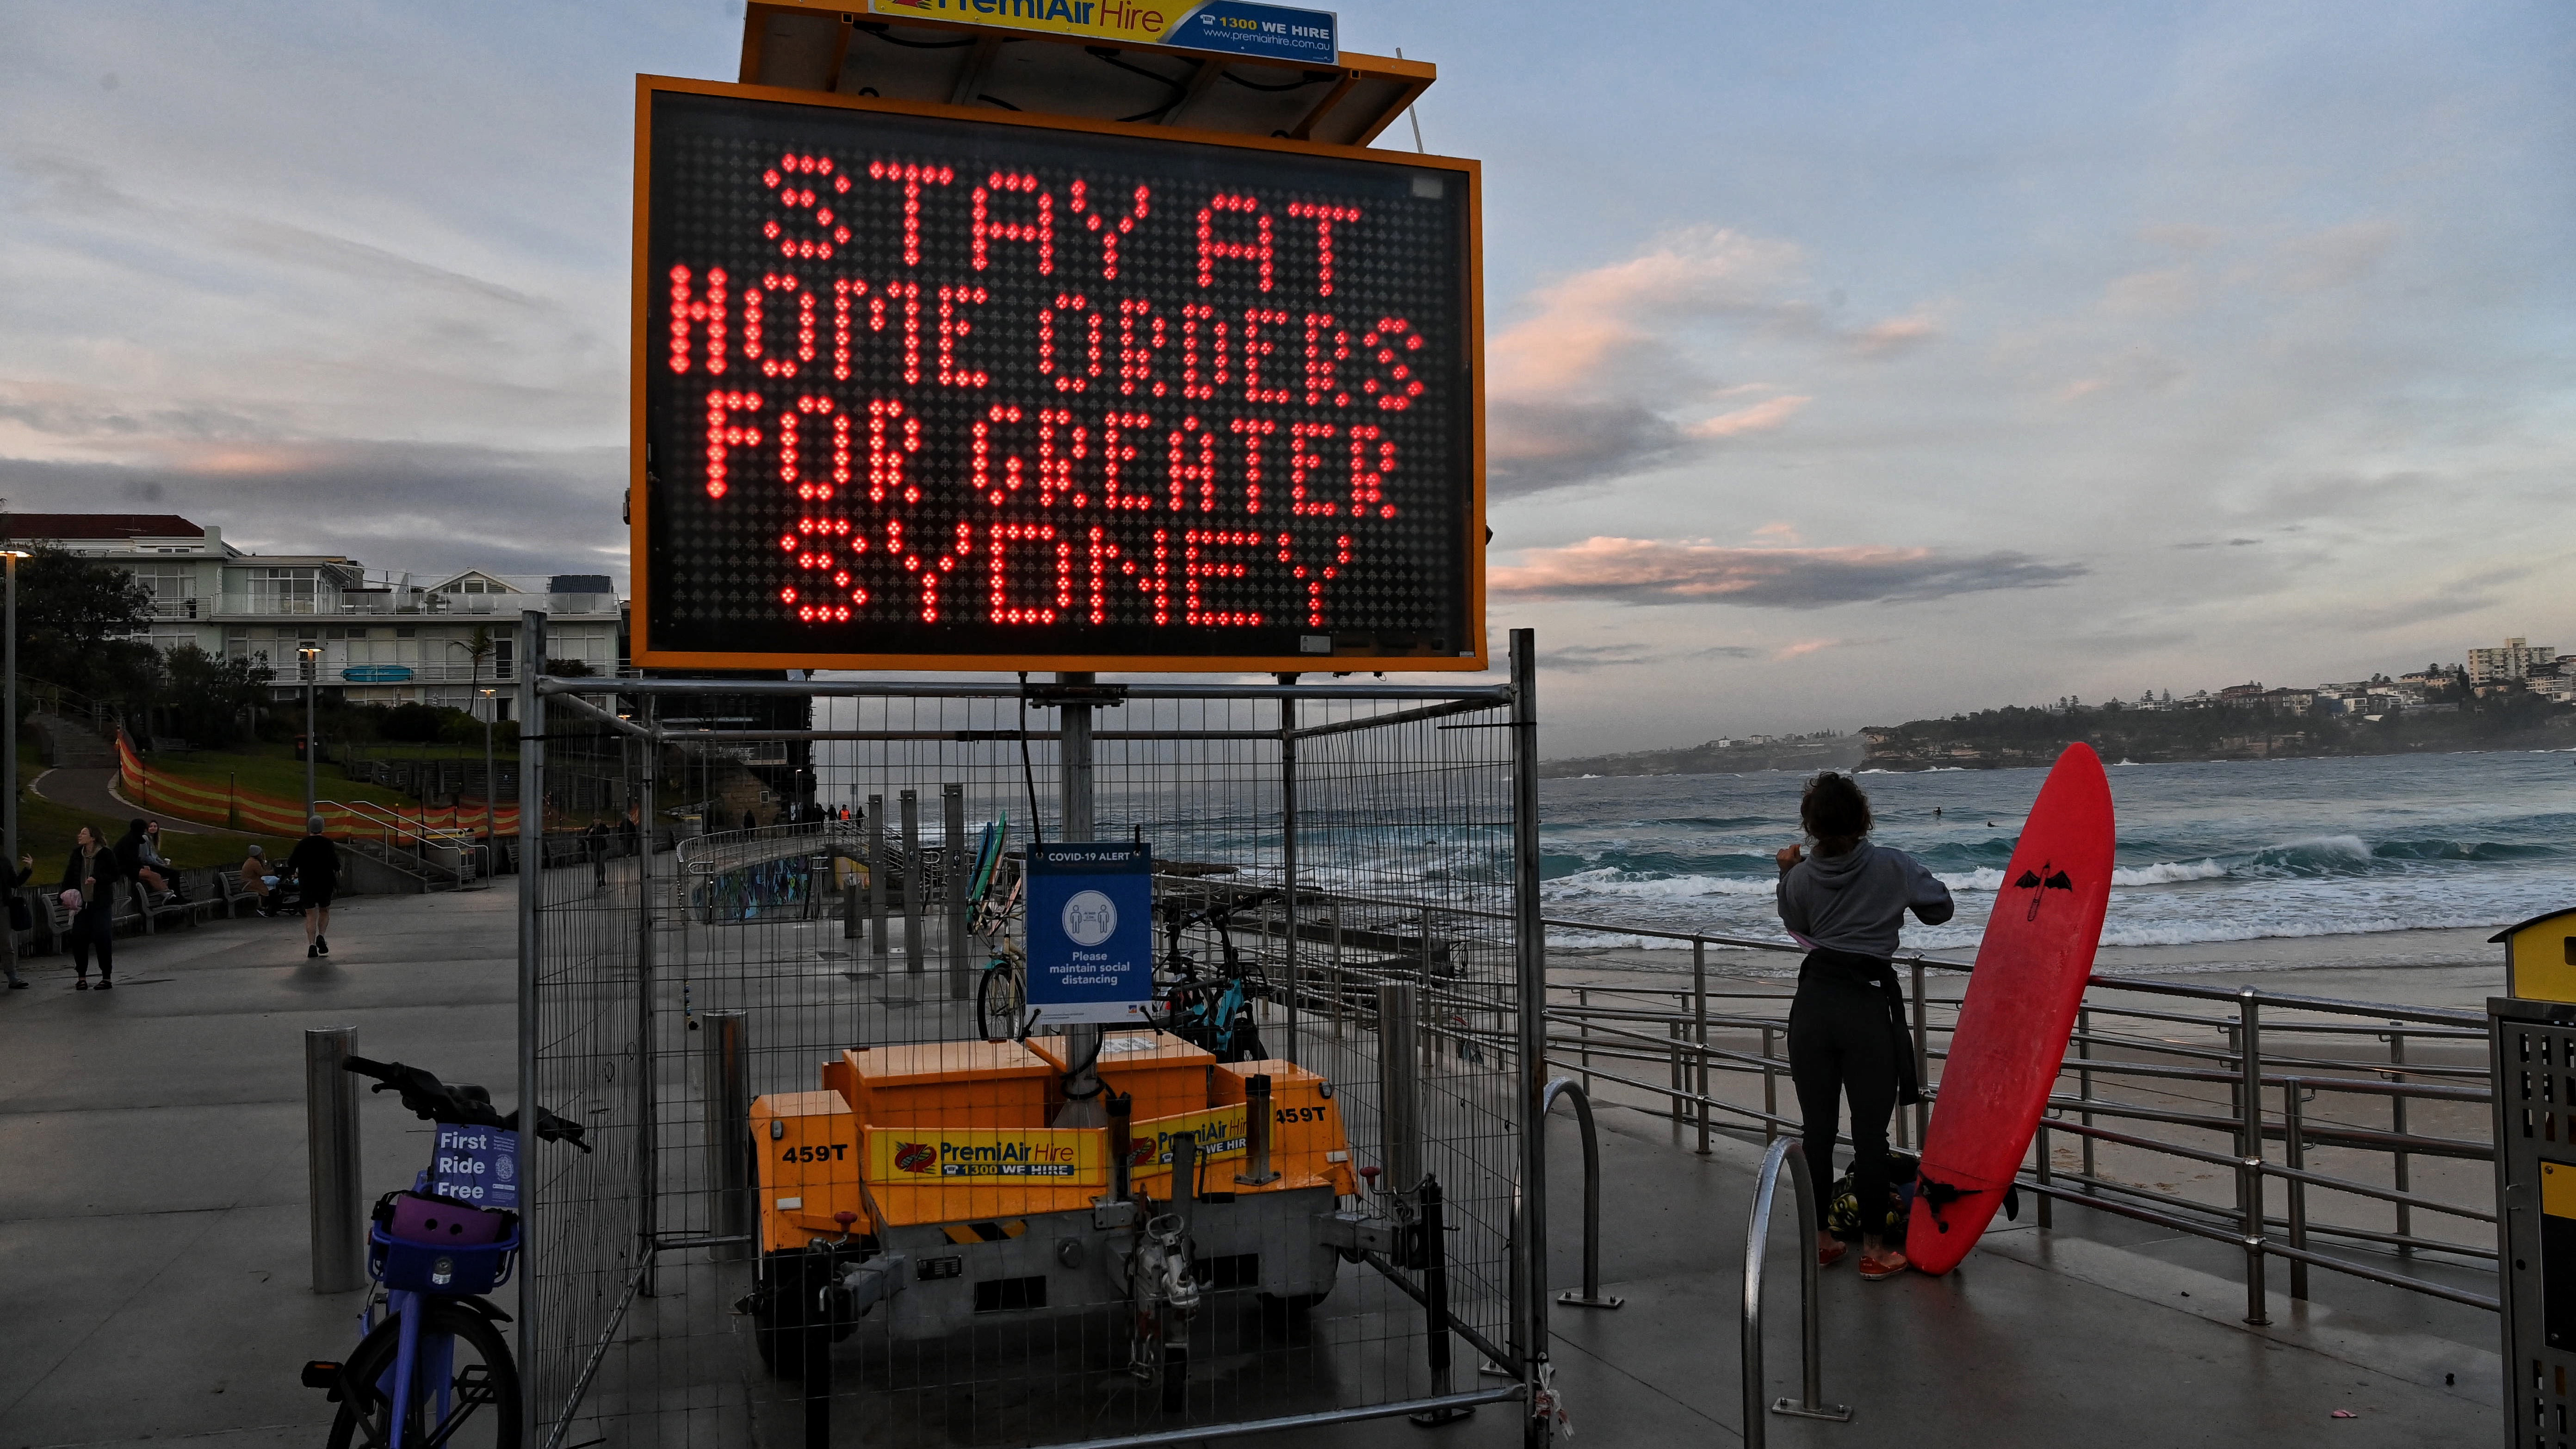 PremiAir Hire
1300 WE HIRE
www.premiairhire.com.au
STAY AT
HOME ORDERS
FOR GREATER
SYDNEY
COVID-19 ALERT
Please
maintain social
distancing
First
Ride
Free
459T
459T
PremiAir Hire
1300 WE HIRE
PremiAir Hire
1300 WE HIRE